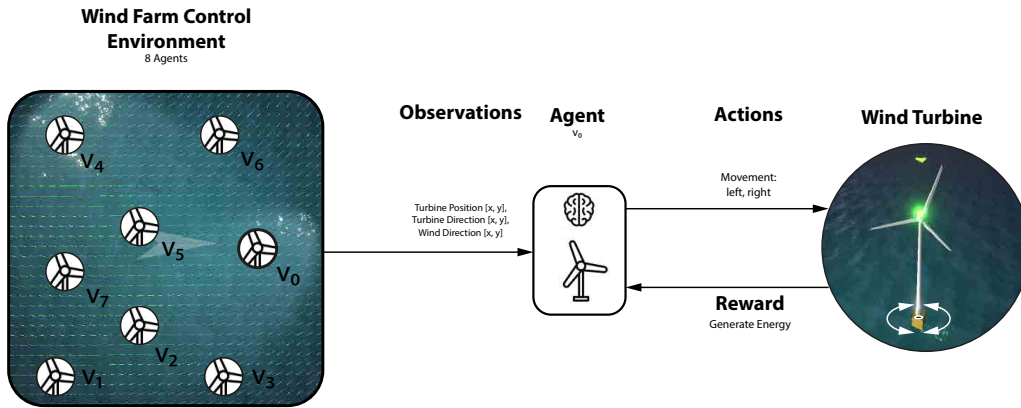 Wind Farm Control
Environment
8 Agents
V4
V6
V5
V0
V7
V2
V1
V3
Observations
Turbine Position [x, y],
Turbine Direction [x, y],
Wind Direction [x, y]
Agent
V0
Actions
Movement:
left, right
Reward
Generate Energy
Wind Turbine